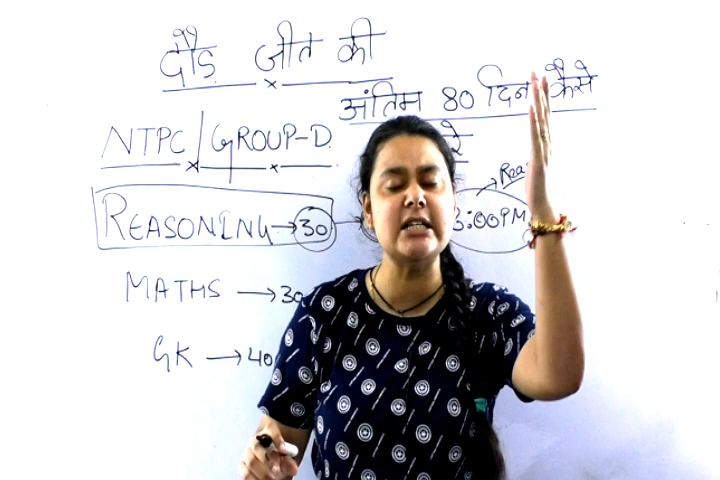 दौड़ जीत की
अंतिम 80 दिन कैसे
NTPC/GROUP-D.
रे
REASONING → 30 → 3:00PM
MATHS → 30
GK → 40